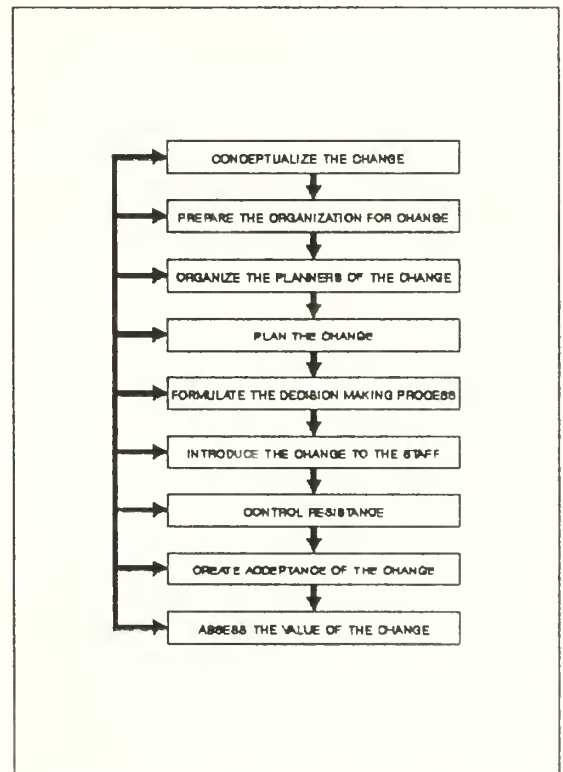 CONCEPTUALIZE THE CHANGE
PREPARE THE ORGANIZATION FOR CHANGE
ORGANIZE THE PLANNERS OF THE CHANGE
PLAN THE CHANGE
FORMULATE THE DECISION MAKING PROCESS
INTRODUCE THE CHANGE TO THE STAFF
CONTROL RESISTANCE
CREATE ACCEPTANCE OF THE CHANGE
ASSESS THE VALUE OF THE CHANGE